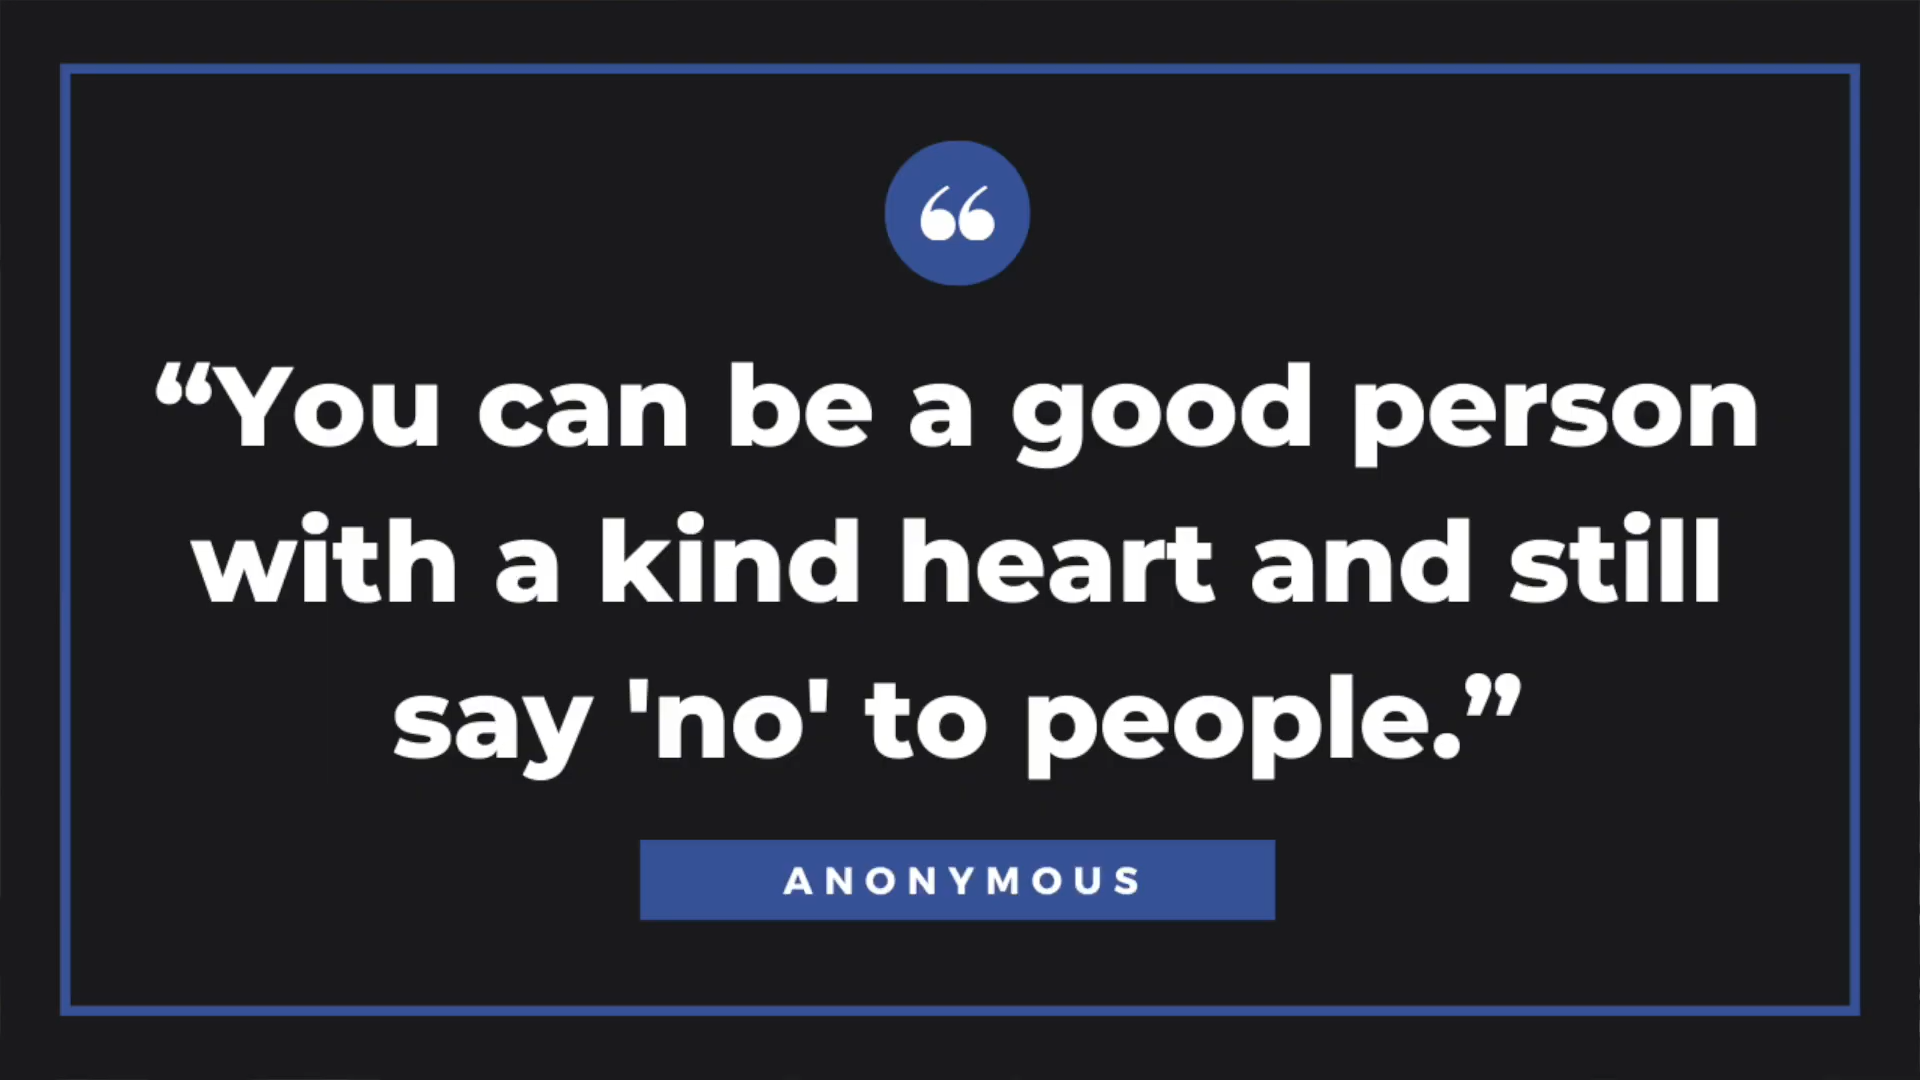 “
“You can be a good person
with a kind heart and still
say 'no' to people.”
ANONYMOUS